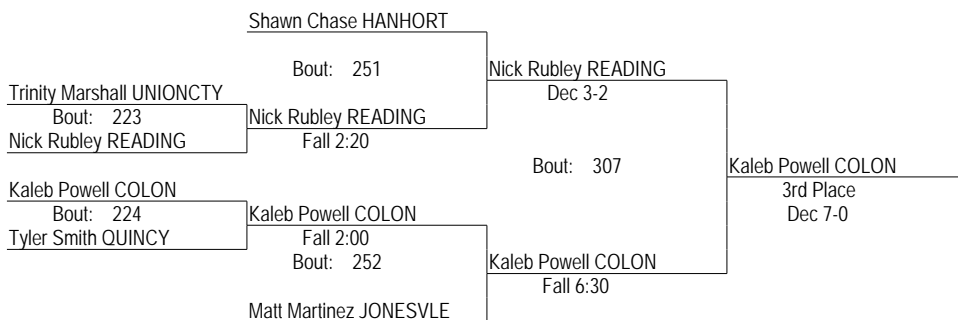 Shawn Chase HANHORT
Bout: 251
Nick Rubley READING
Dec 3-2
Trinity Marshall UNIONCTY
Bout: 223
Nick Rubley READING
Nick Rubley READING
Fall 2:20
Bout: 307
Kaleb Powell COLON
3rd Place
Dec 7-0
Kaleb Powell COLON
Bout: 224
Tyler Smith QUINCY
Kaleb Powell COLON
Fall 2:00
Bout: 252
Kaleb Powell COLON
Fall 6:30
Matt Martinez JONESVLE